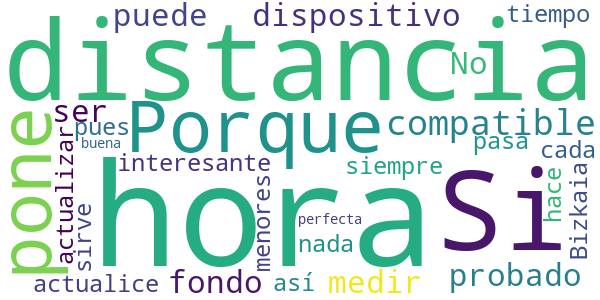 puede dispositivo tiempo
distancia
No
ser Porque compatible
pues
buena
pasa
cada
interesante
siempre
pone
actualizar
hora
Si
sirve
menores
perfecta
nada
hace
Bizkaia
actualice fondo así medir probado